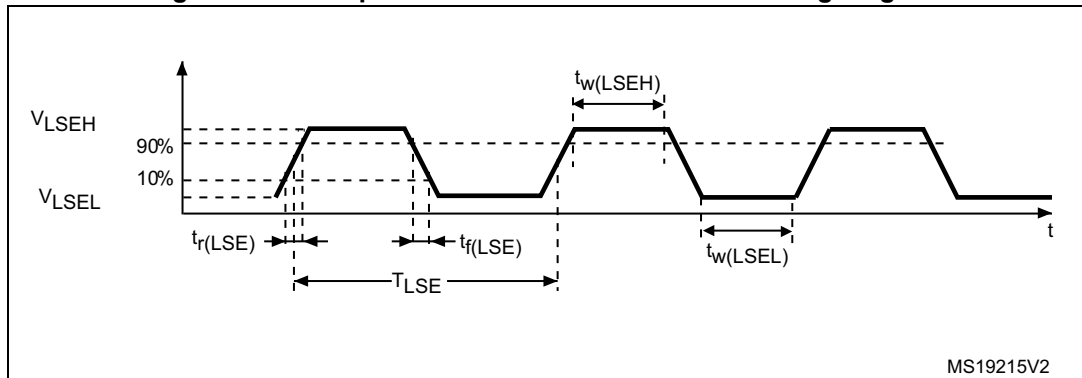 tw(LSEH)
VLSEH
90%
10%
VLSEL
tr(LSE)
tf(LSE)
tw(LSEL)
t
TLSE
MS19215V2